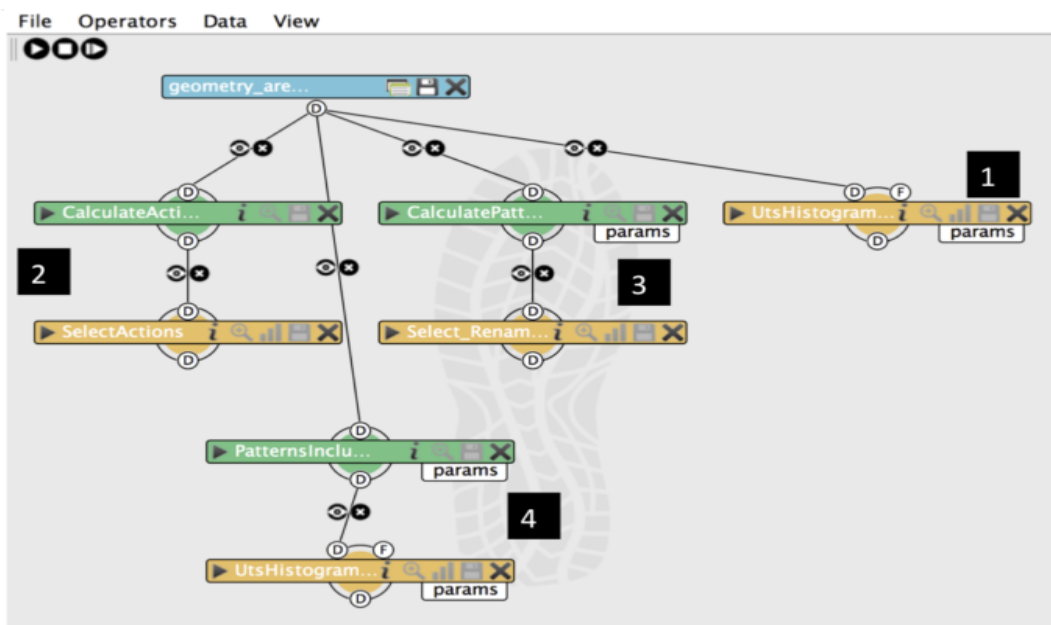 File Operators Data View
geometry_are...
D
D D D F
1
CalculateActi... i
CalculatePatt... i
UtsHistogram... i
params
params
D D D
2
3
D D
SelectActions i
Select_Renam... i
D D
D
PatternsInclu... i
params
D
4
D F
UtsHistogram... i
params
D